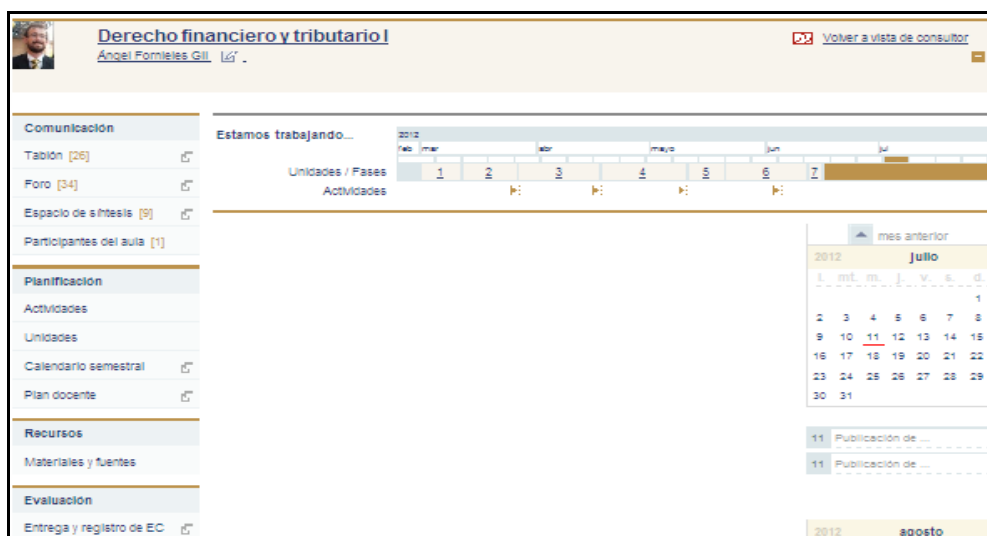 Derecho financiero y tributario I
Volver a vista de consultor
Ángel Fornieles Gil
Comunicación
Tablón [26]
Foro [34]
Espacio de síntesis [9]
Participantes del aula [1]
Planificación
Actividades
Unidades
Calendario semestral
Plan docente
Recursos
Materiales y fuentes
Evaluación
Entrega y registro de EC
Estamos trabajando...
2012
feb mar abr mayo jun jul
Unidades / Fases 1 2 3 4 5 6 7
Actividades
mes anterior
2012 julio
l. mt. m. j. v. s. d.
1
2 3 4 5 6 7 8
9 10 11 12 13 14 15
16 17 18 19 20 21 22
23 24 25 26 27 28 29
30 31
11 Publicación de ...
11 Publicación de ...
2012 agosto